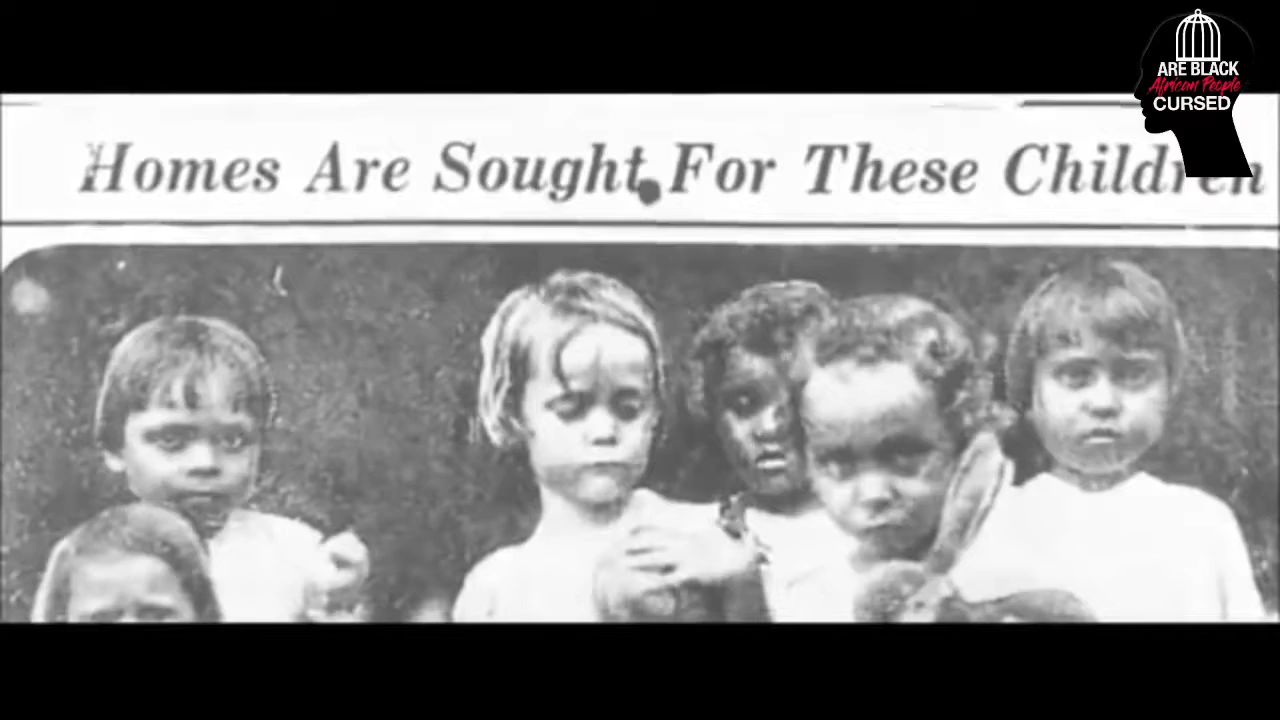 ARE BLACK
African People
CURSED
Homes Are Sought For These Children